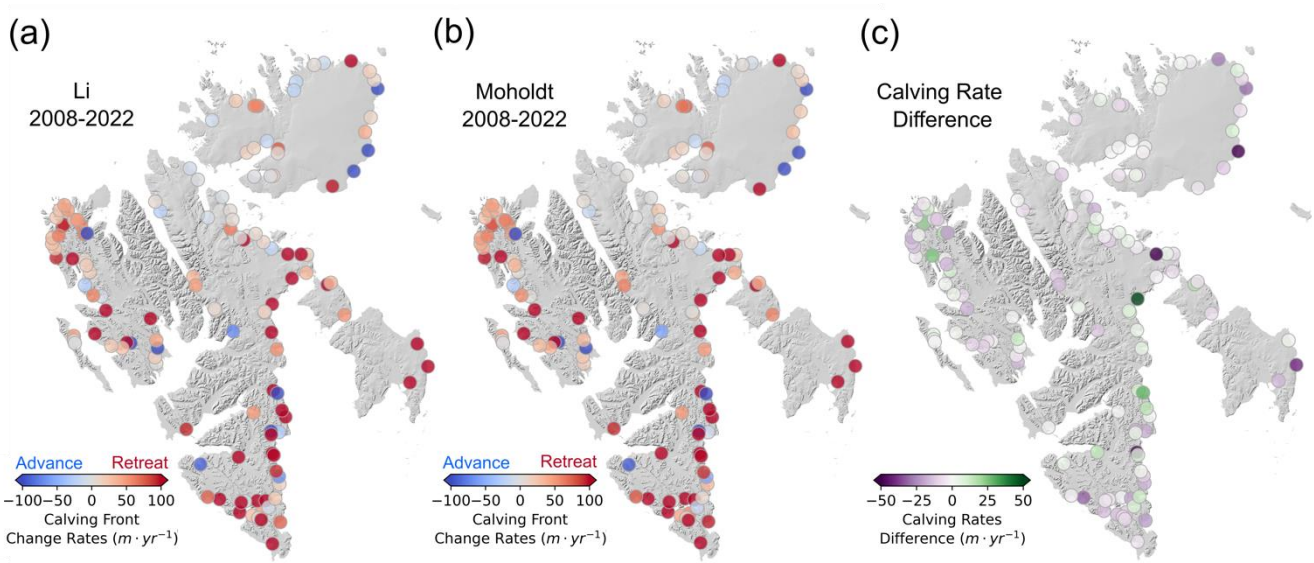 (a)
Li
2008-2022
Advance Retreat
−100 −50 0 50 100
Calving Front
Change Rates (m · yr⁻¹)
(b)
Moholdt
2008-2022
Advance Retreat
−100 −50 0 50 100
Calving Front
Change Rates (m · yr⁻¹)
(c)
Calving Rate
Difference
−50 −25 0 25 50
Calving Rates
Difference (m · yr⁻¹)